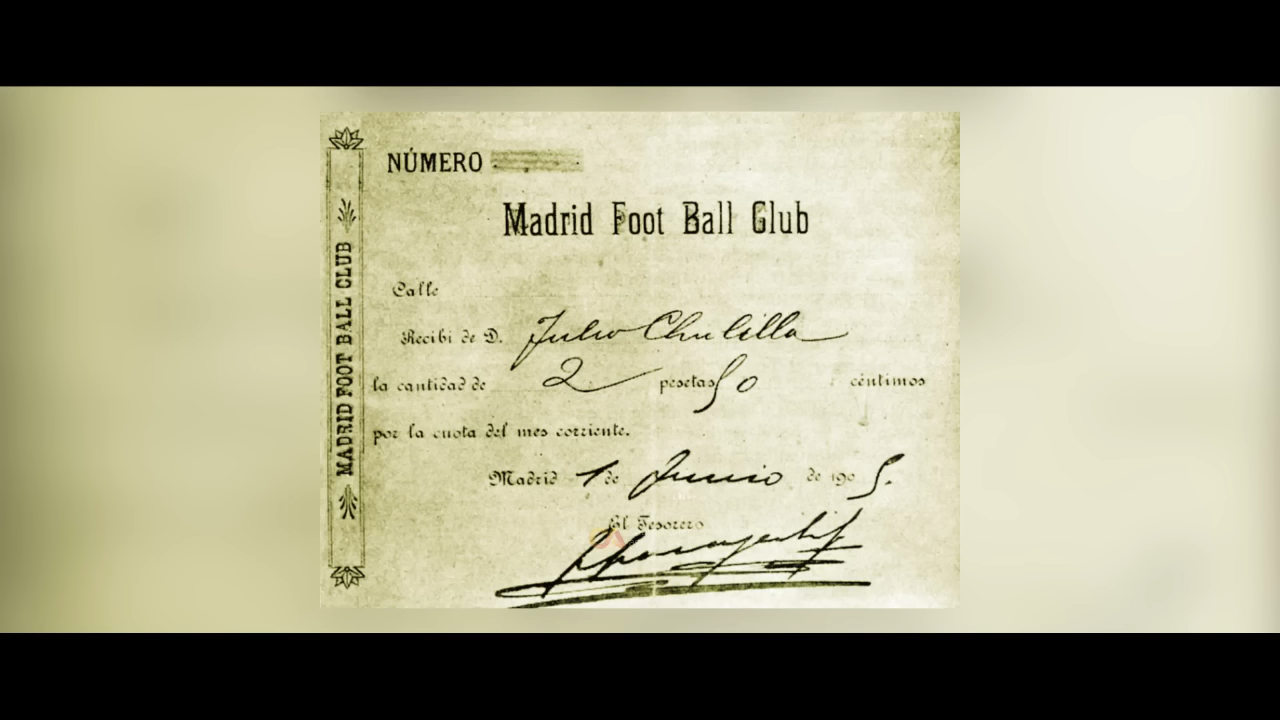 NÚMERO
Madrid Foot Ball Club
MADRID FOOT BALL CLUB
Calle
Recibi de D. Julio Chulilla
la cantidad de 2 pesetas 50 céntimos
por la cuota del mes corriente.
Madrid 1 de Junio de 1905.
El Tesorero